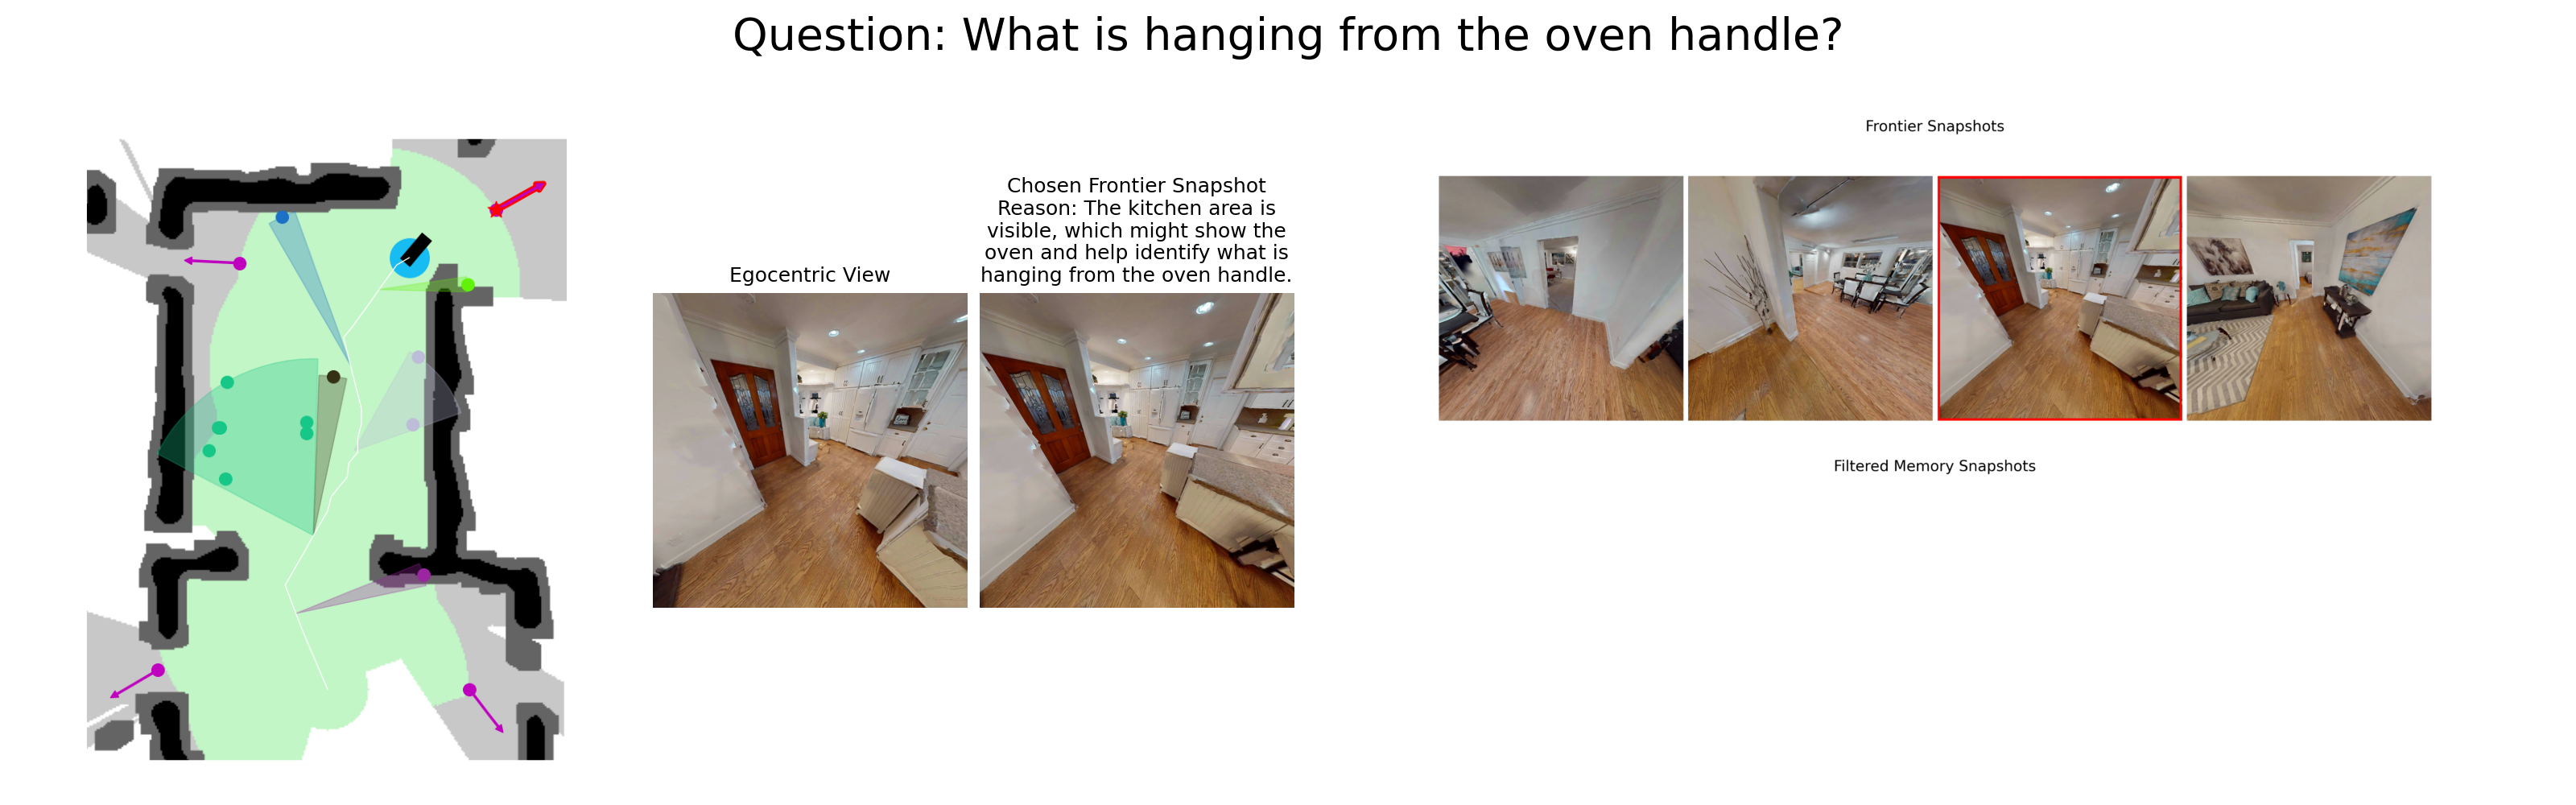 Question: What is hanging from the oven handle?
Frontier Snapshots
Chosen Frontier Snapshot
Reason: The kitchen area is
visible, which might show the
oven and help identify what is
hanging from the oven handle.
Egocentric View
Filtered Memory Snapshots